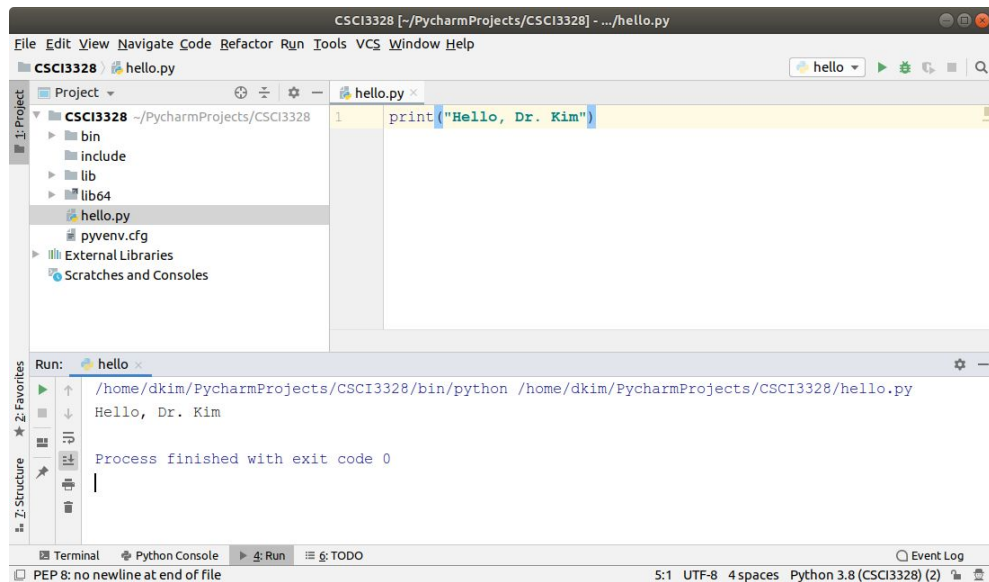 CSCI3328 [~/PycharmProjects/CSCI3328] - .../hello.py
File Edit View Navigate Code Refactor Run Tools VCS Window Help
CSCI3328 hello.py
hello
1: Project
Project
hello.py
CSCI3328 ~/PycharmProjects/CSCI3328
bin
include
lib
lib64
hello.py
pyvenv.cfg
External Libraries
Scratches and Consoles
1 print("Hello, Dr. Kim")
2: Favorites
Z: Structure
Run: hello
/home/dkim/PycharmProjects/CSCI3328/bin/python /home/dkim/PycharmProjects/CSCI3328/hello.py
Hello, Dr. Kim
Process finished with exit code 0
Terminal Python Console 4: Run 6: TODO Event Log
PEP 8: no newline at end of file 5:1 UTF-8 4 spaces Python 3.8 (CSCI3328) (2)